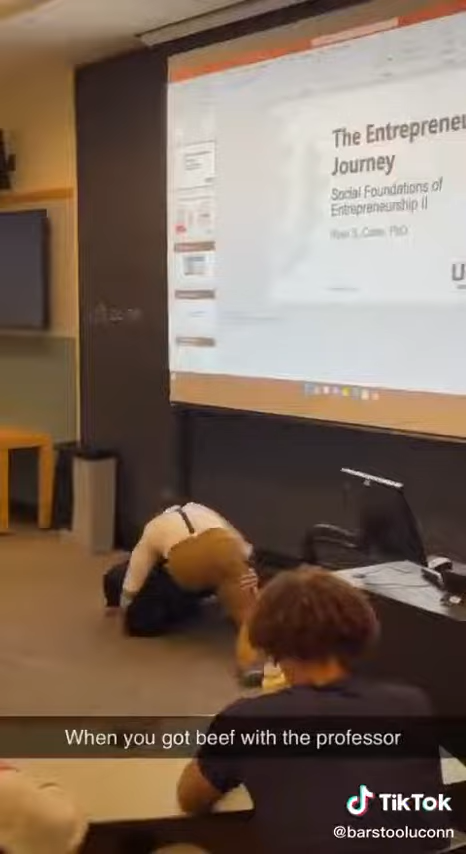 The Entrepreneu
Journey
Social Foundations of
Entrepreneurship II
When you got beef with the professor
TikTok
@barstooluconn